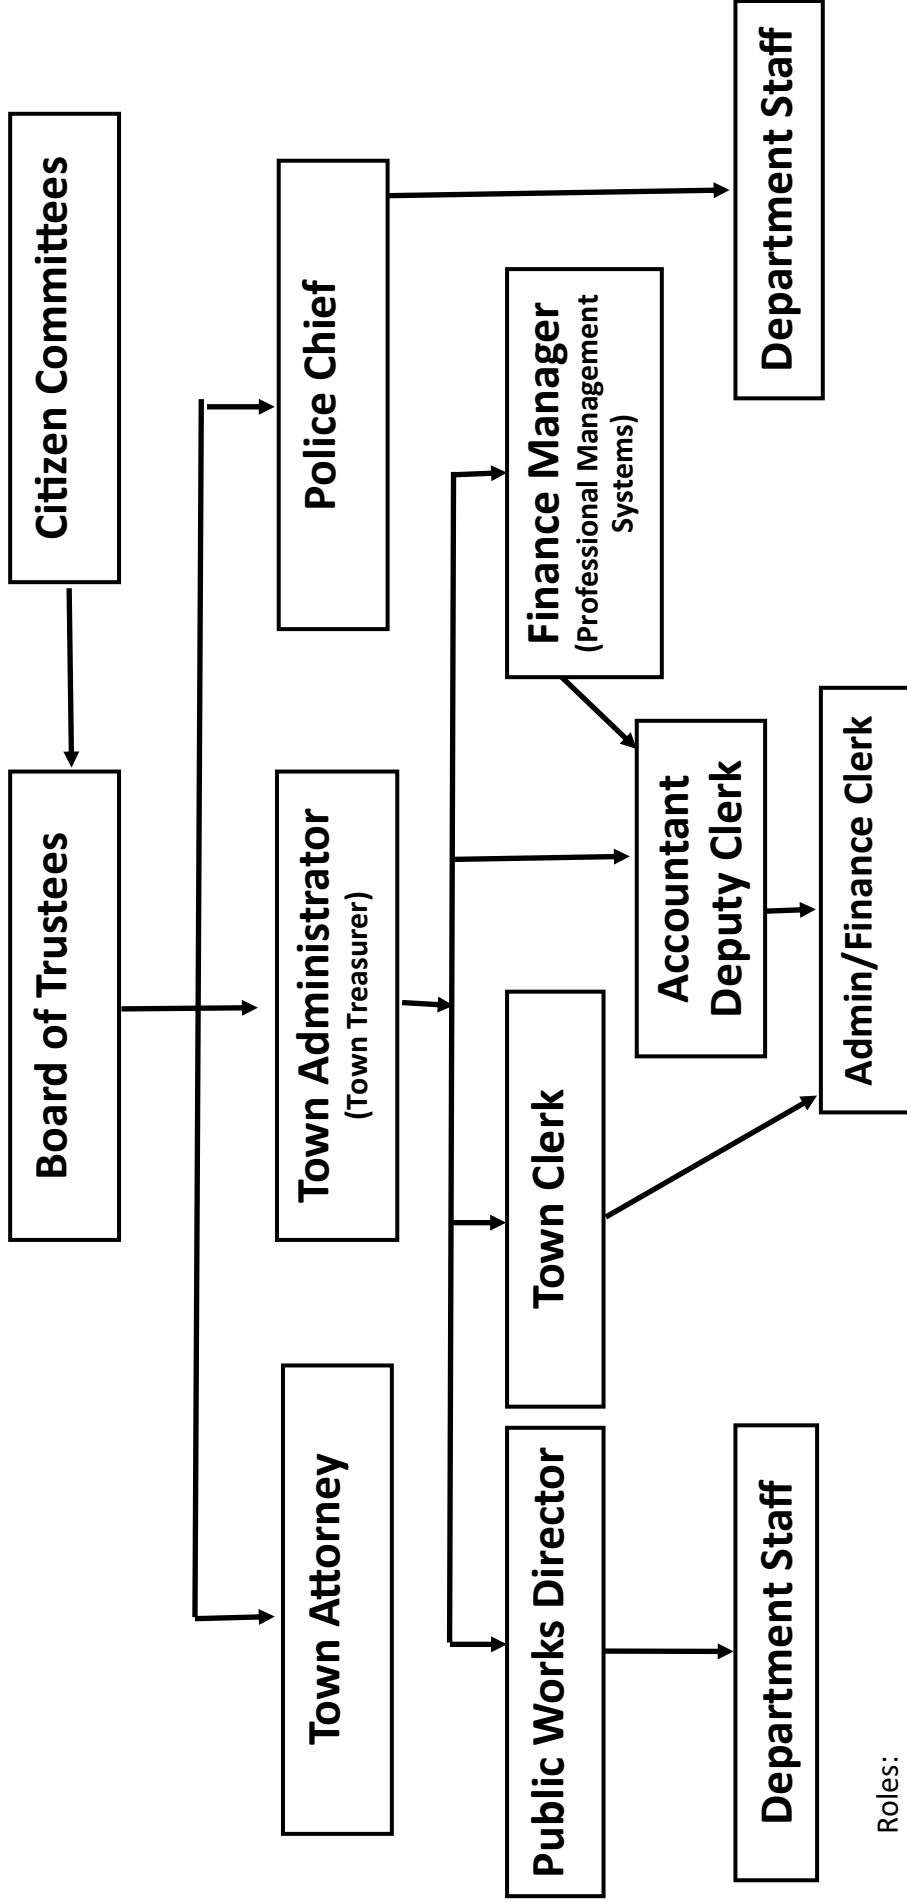 Board of Trustees
Citizen Committees
Town Attorney
Town Administrator
(Town Treasurer)
Police Chief
Public Works Director
Town Clerk
Finance Manager
(Professional Management
Systems)
Accountant
Deputy Clerk
Department Staff
Department Staff
Admin/Finance Clerk
Roles: